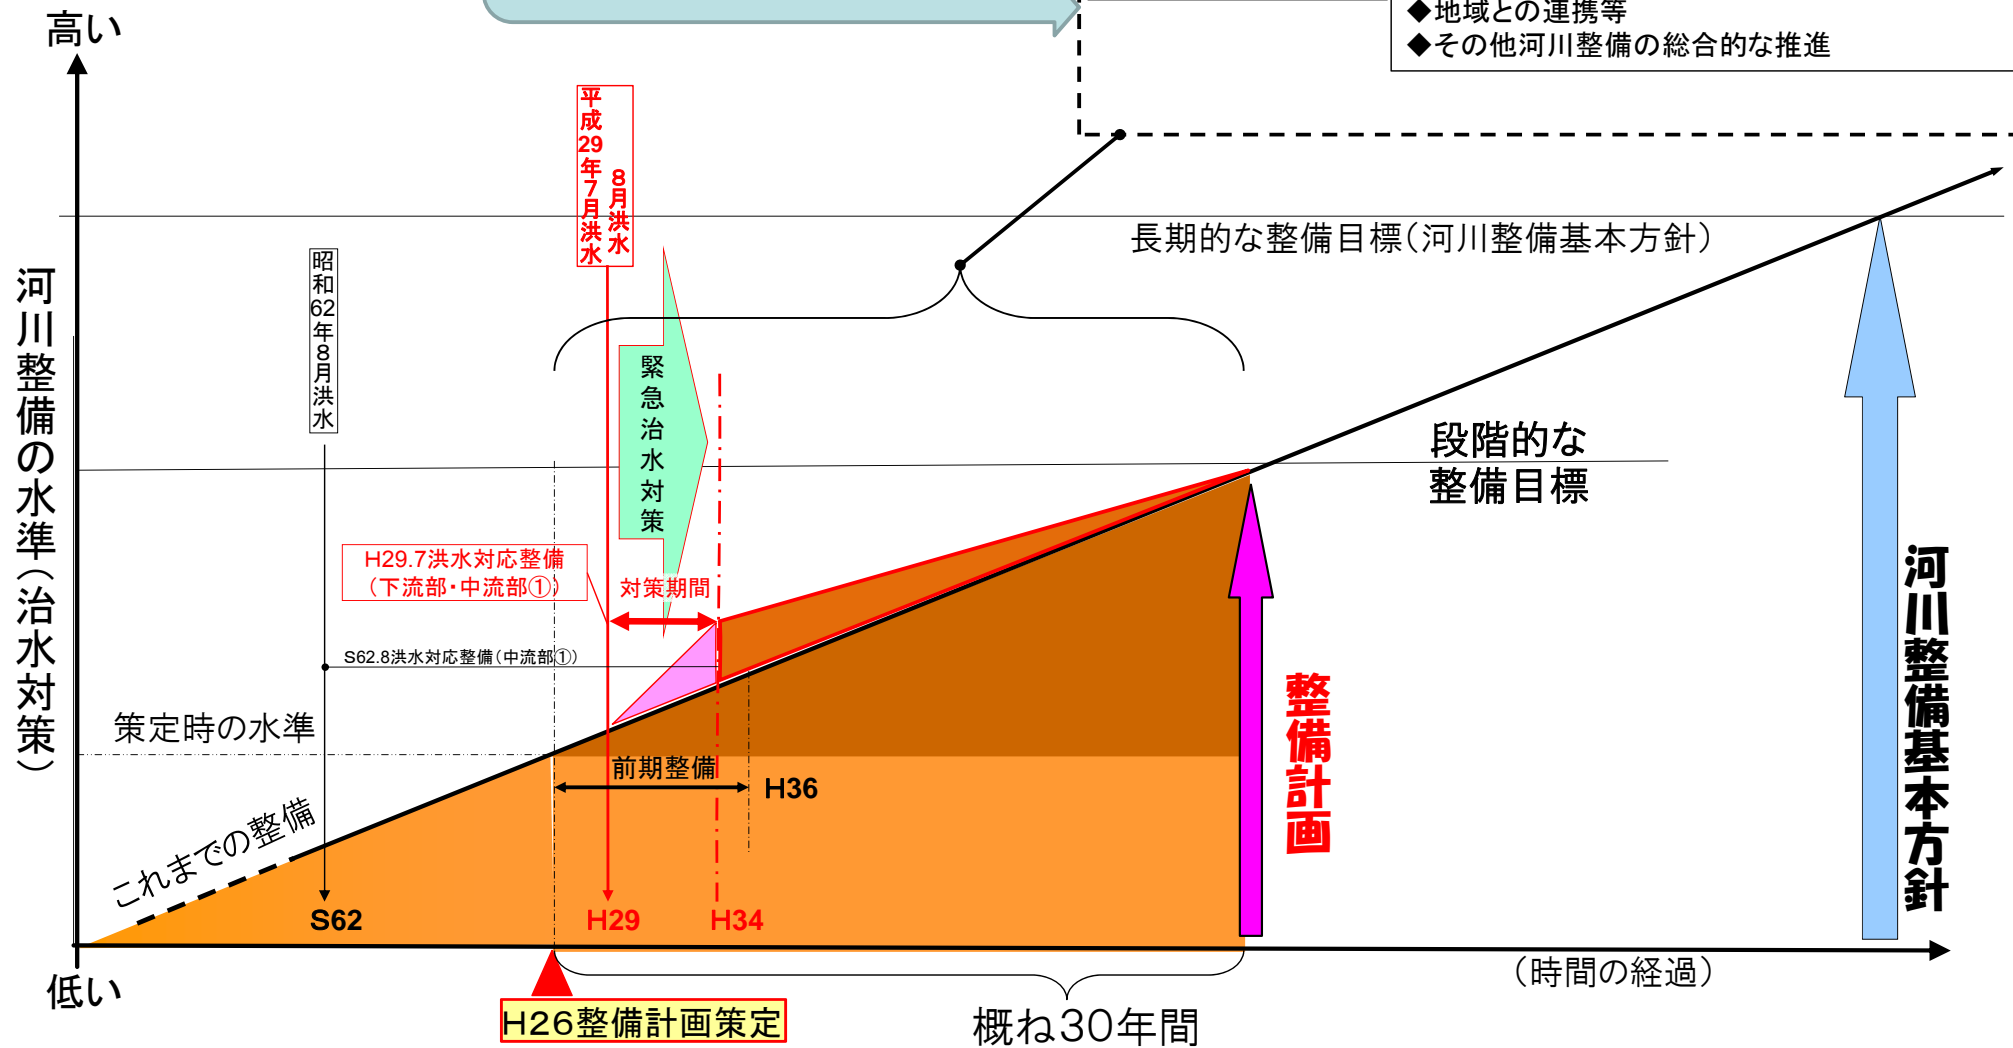 ◆地域との連携等
◆その他河川整備の総合的な推進
高い
平成29年7月洪水
8月洪水
長期的な整備目標(河川整備基本方針)
昭和62年8月洪水
河川整備の水準(治水対策)
緊急治水対策
段階的な
整備目標
H29.7洪水対応整備
(下流部・中流部①)
対策期間
S62.8洪水対応整備(中流部①)
策定時の水準
前期整備
H36
整備計画
河川整備基本方針
これまでの整備
S62
H29
H34
低い
(時間の経過)
H26整備計画策定
概ね30年間